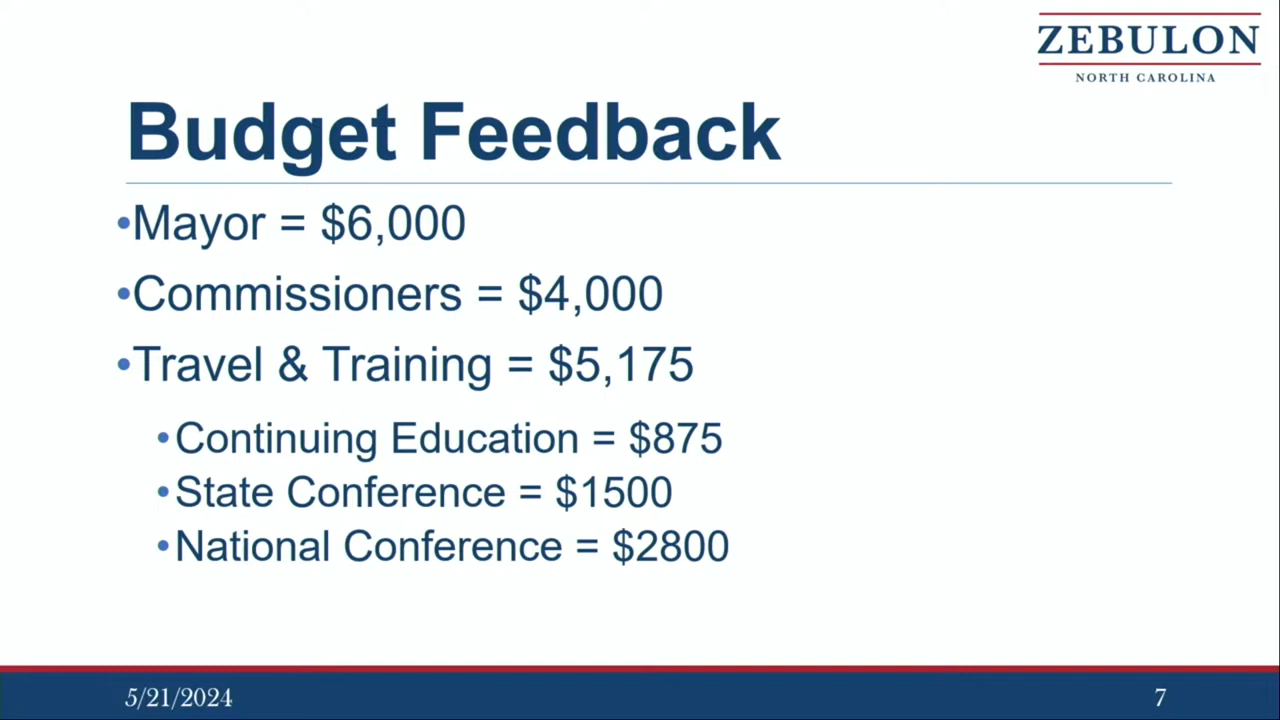 ZEBULON
NORTH CAROLINA
Budget Feedback
•Mayor = $6,000
•Commissioners = $4,000
•Travel & Training = $5,175
•Continuing Education = $875
•State Conference = $1500
•National Conference = $2800
5/21/2024
7